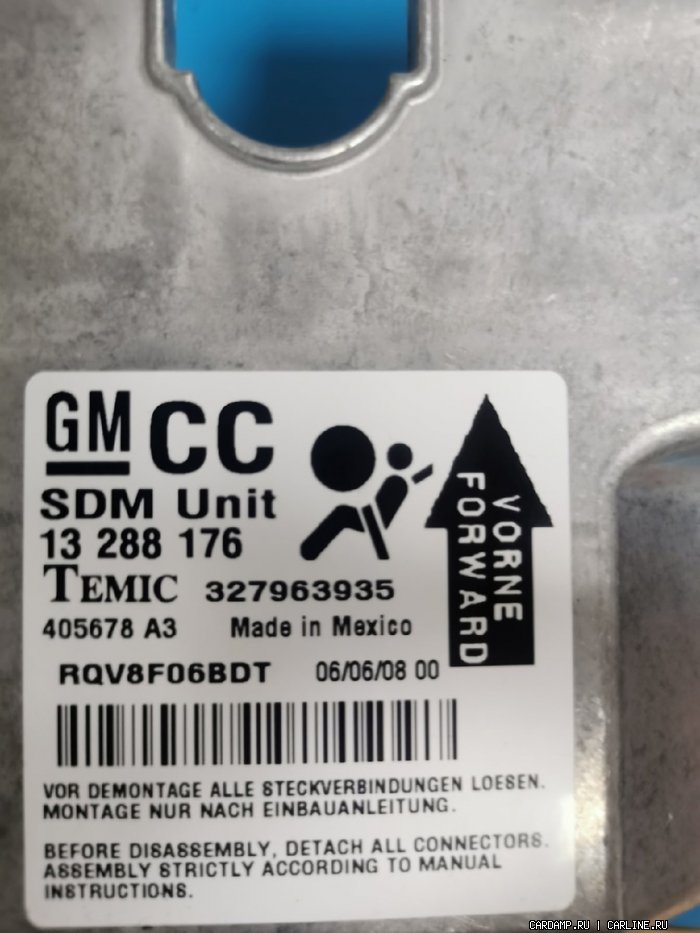 GM CC
SDM Unit
13 288 176
TEMIC 327963935
405678 A3 Made in Mexico
RQV8F06BDT 06/06/08 00
VORNE
FORWARD
VOR DEMONTAGE ALLE STECKVERBINDUNGEN LOESEN.
MONTAGE NUR NACH EINBAUANLEITUNG.
BEFORE DISASSEMBLY, DETACH ALL CONNECTORS.
ASSEMBLY STRICTLY ACCORDING TO MANUAL
INSTRUCTIONS.
CARDAMP.RU | CARLINE.RU